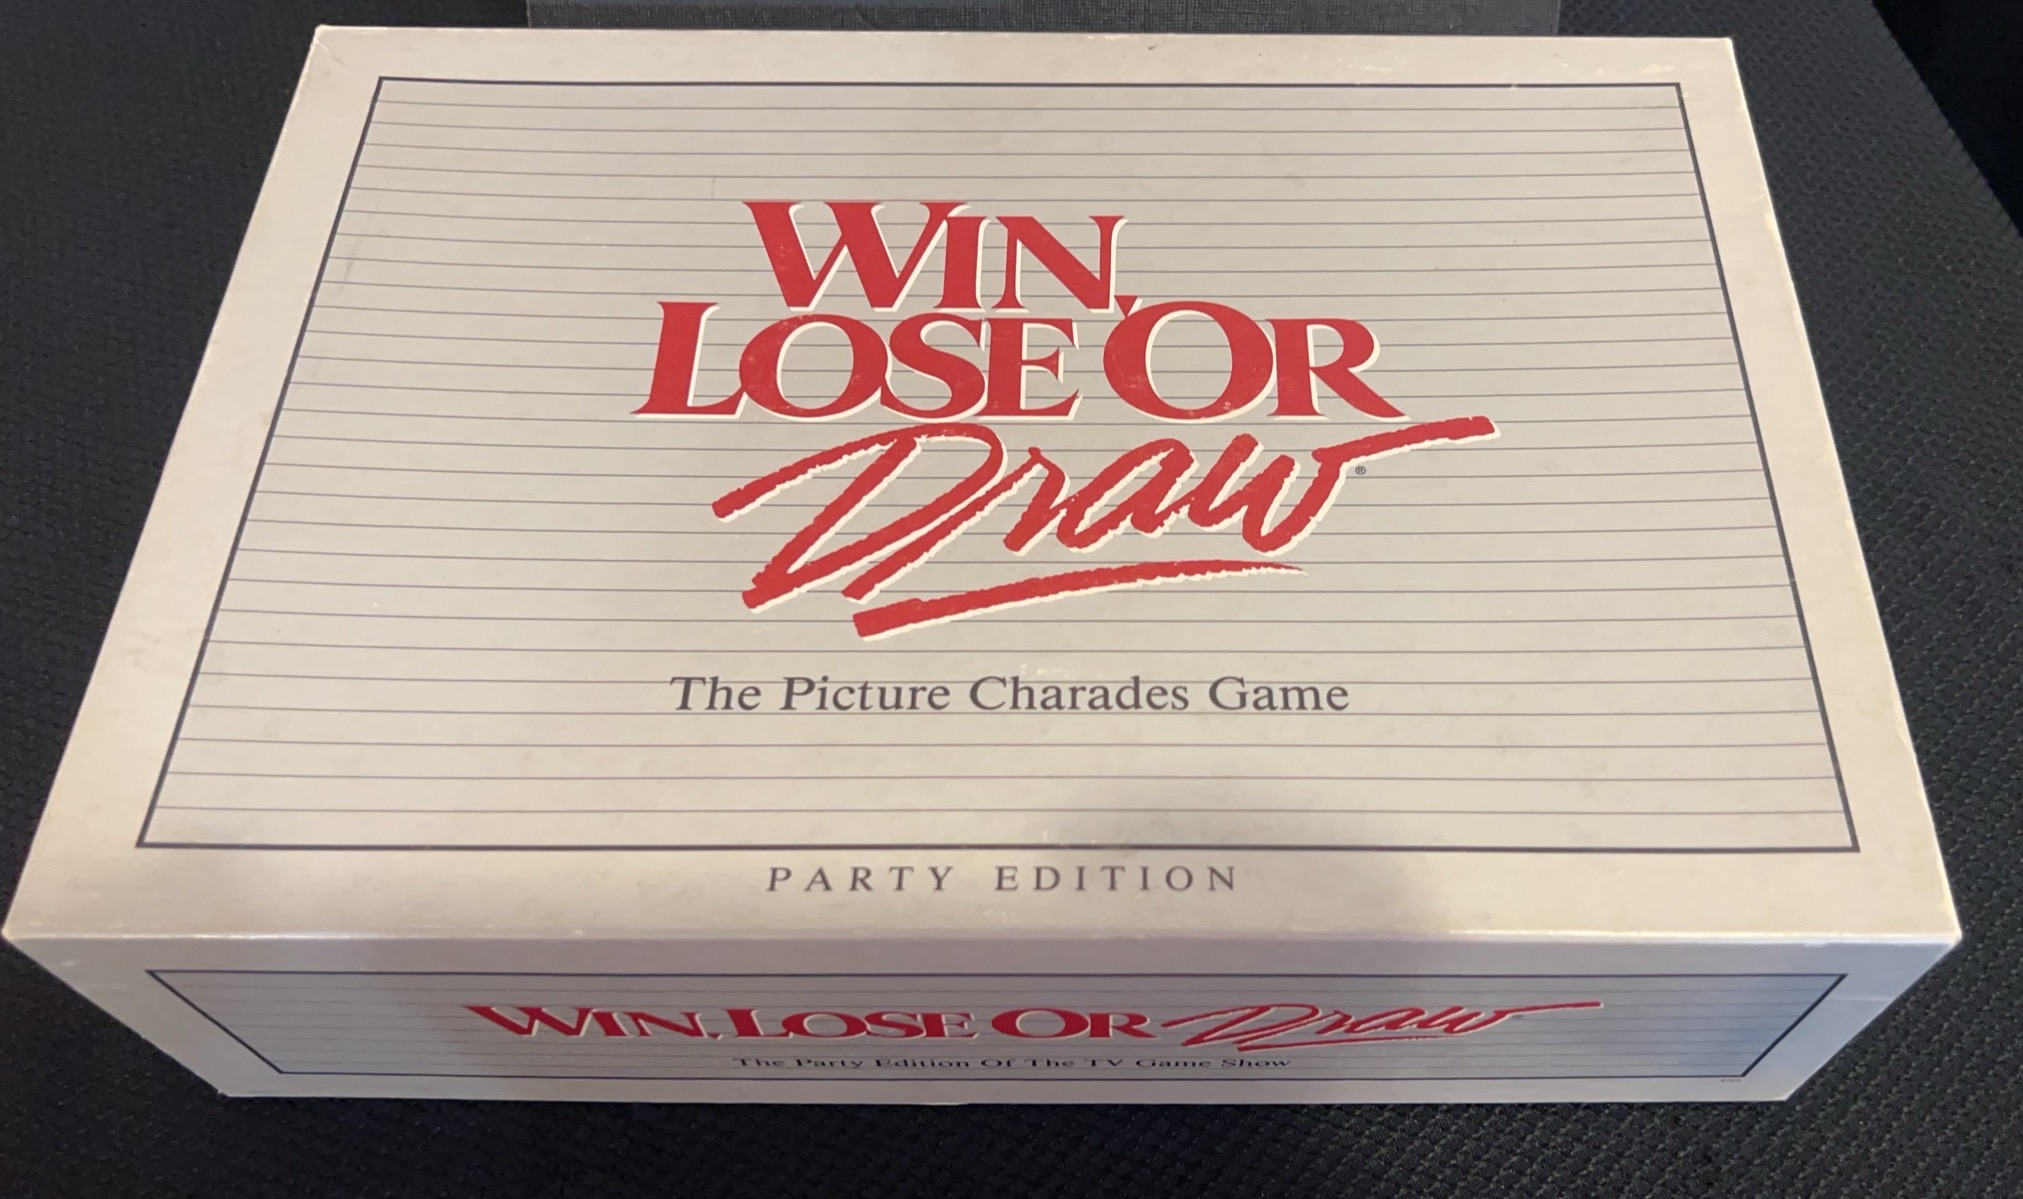 WIN,
LOSE OR
Draw®
The Picture Charades Game
PARTY EDITION
WIN, LOSE OR Draw
The Party Edition Of The TV Game Show